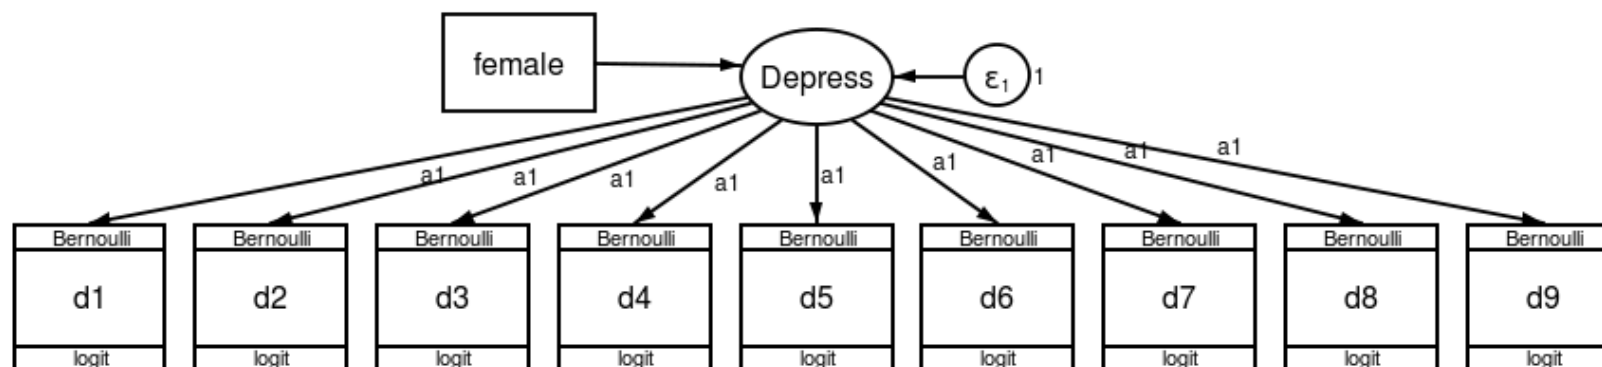 female
Depress
ε1
1
a1 a1 a1 a1 a1 a1 a1 a1 a1
Bernoulli Bernoulli Bernoulli Bernoulli Bernoulli Bernoulli Bernoulli Bernoulli Bernoulli
d1 d2 d3 d4 d5 d6 d7 d8 d9
logit logit logit logit logit logit logit logit logit